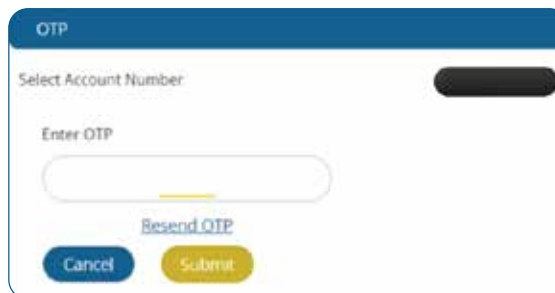 OTP
Select Account Number
Enter OTP
Resend OTP
Cancel Submit